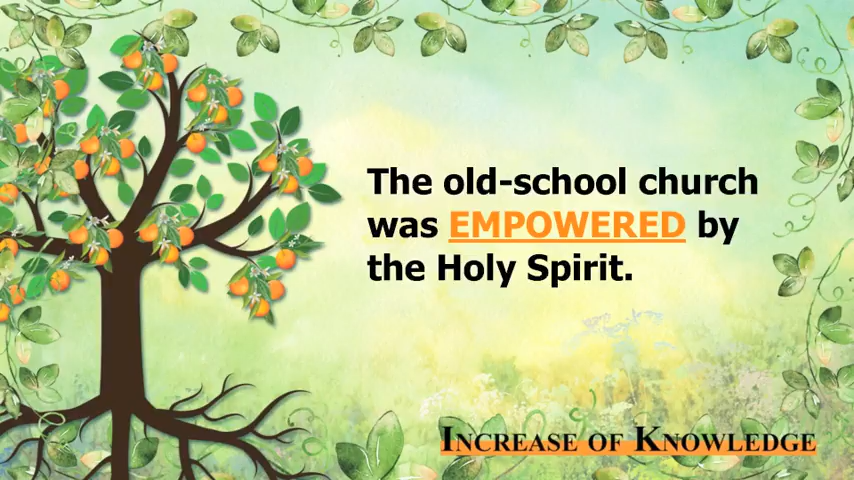 The old-school church
was EMPOWERED by
the Holy Spirit.
INCREASE OF KNOWLEDGE